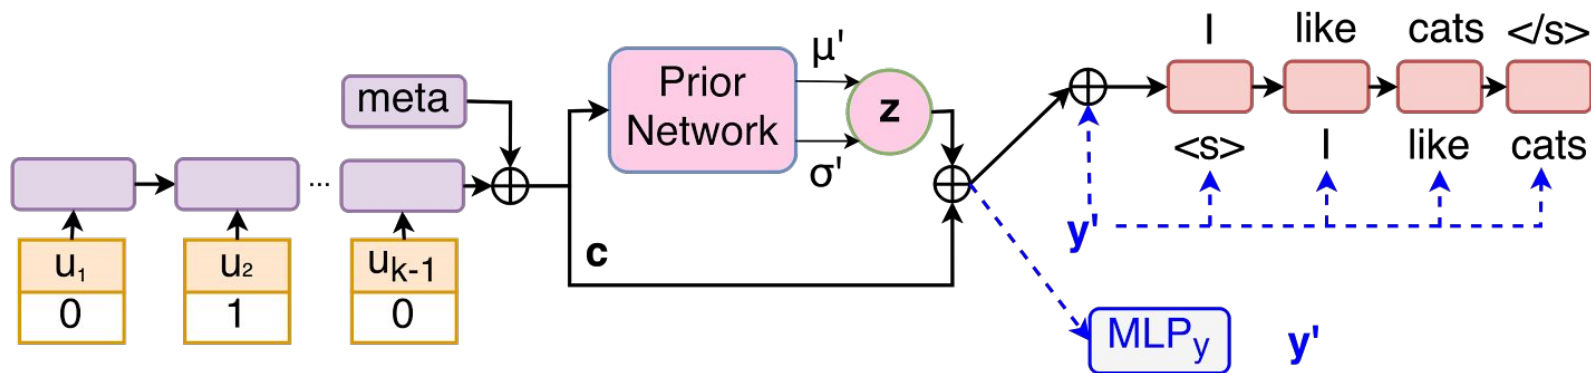 I like cats </s>
meta
Prior
Network
μ'
σ'
z
<s> I like cats
...
u₁ u₂ uₖ₋₁
0 1 0
c
y'
MLPy
y'